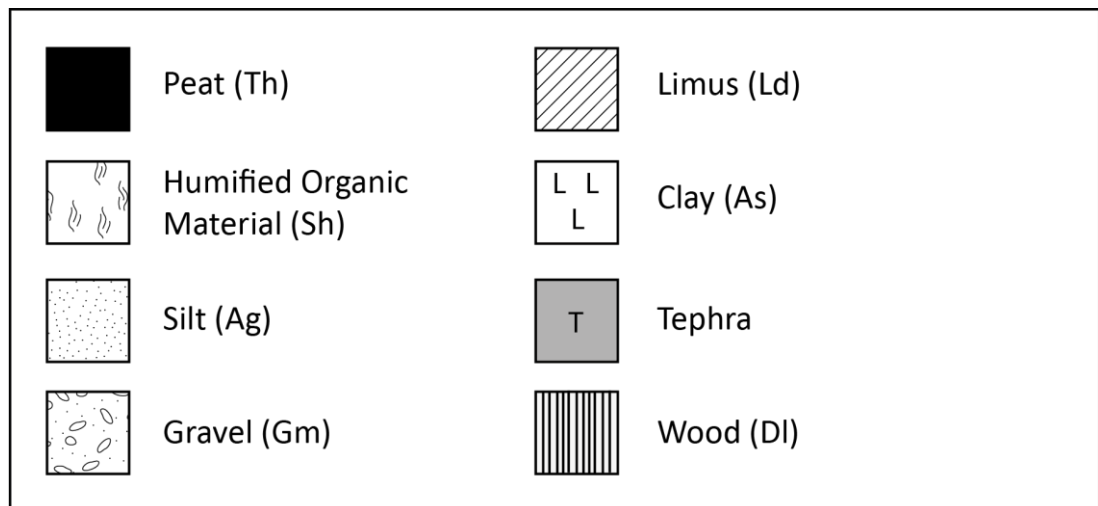 Peat (Th)
Limus (Ld)
Humified Organic
Material (Sh)
L L
L
Clay (As)
Silt (Ag)
T
Tephra
Gravel (Gm)
Wood (Dl)